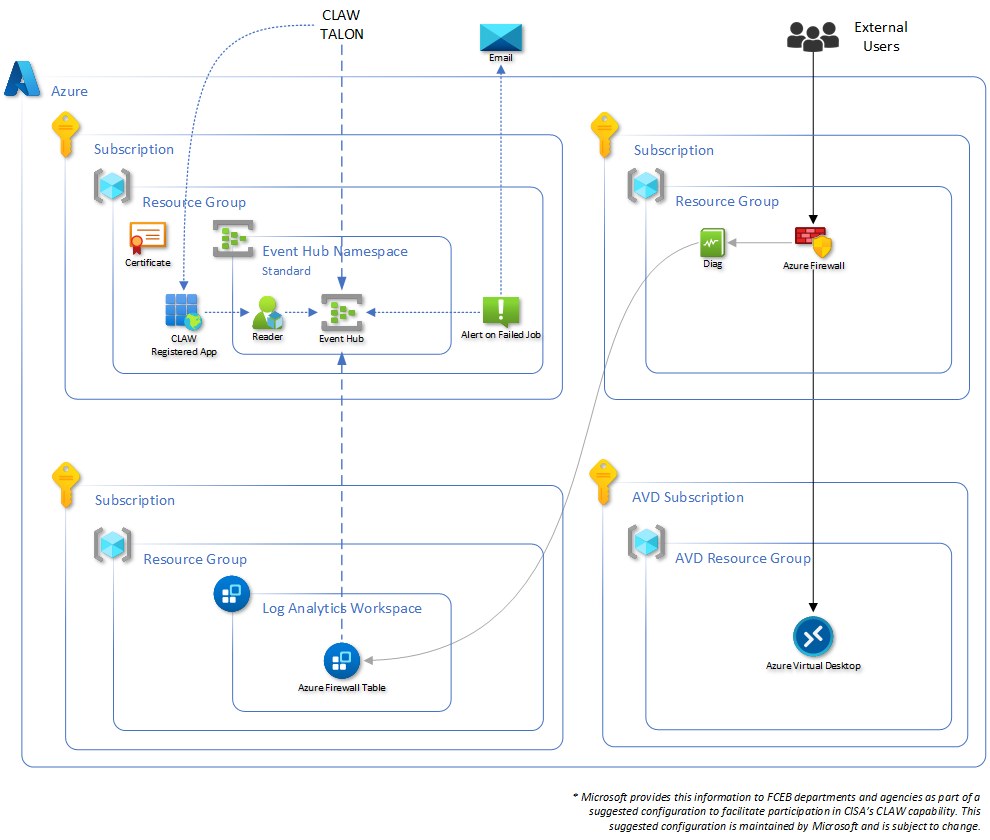 CLAW
TALON
Email
External
Users
Azure
Subscription
Resource Group
Certificate
Event Hub Namespace
Standard
CLAW
Registered App
Reader
Event Hub
Alert on Failed Job
Subscription
Resource Group
Diag
Azure Firewall
Subscription
Resource Group
Log Analytics Workspace
Azure Firewall Table
AVD Subscription
AVD Resource Group
Azure Virtual Desktop
* Microsoft provides this information to FCEB departments and agencies as part of a
suggested configuration to facilitate participation in CISA's CLAW capability. This
suggested configuration is maintained by Microsoft and is subject to change.